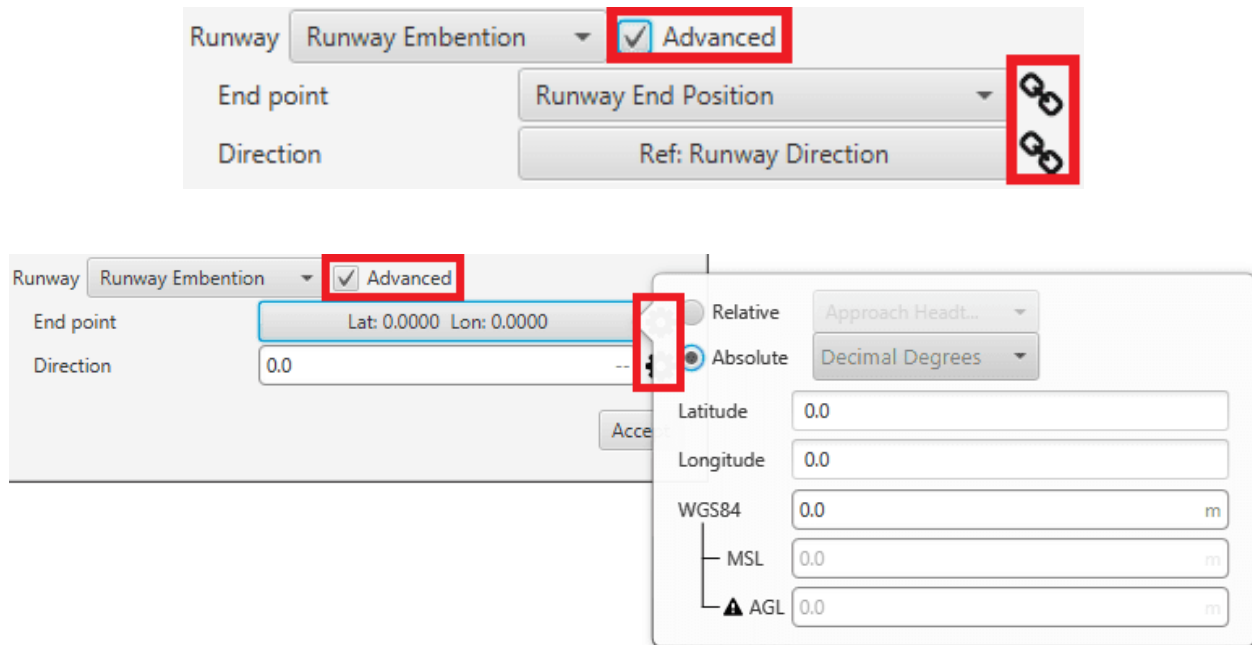 Runway Runway Embention Advanced
End point Runway End Position
Direction Ref: Runway Direction
Runway Runway Embention Advanced
End point Lat: 0.0000 Lon: 0.0000
Direction 0.0 --
Accept
Relative Approach Headt...
Absolute Decimal Degrees
Latitude 0.0
Longitude 0.0
WGS84 0.0 m
MSL 0.0 m
AGL 0.0 m